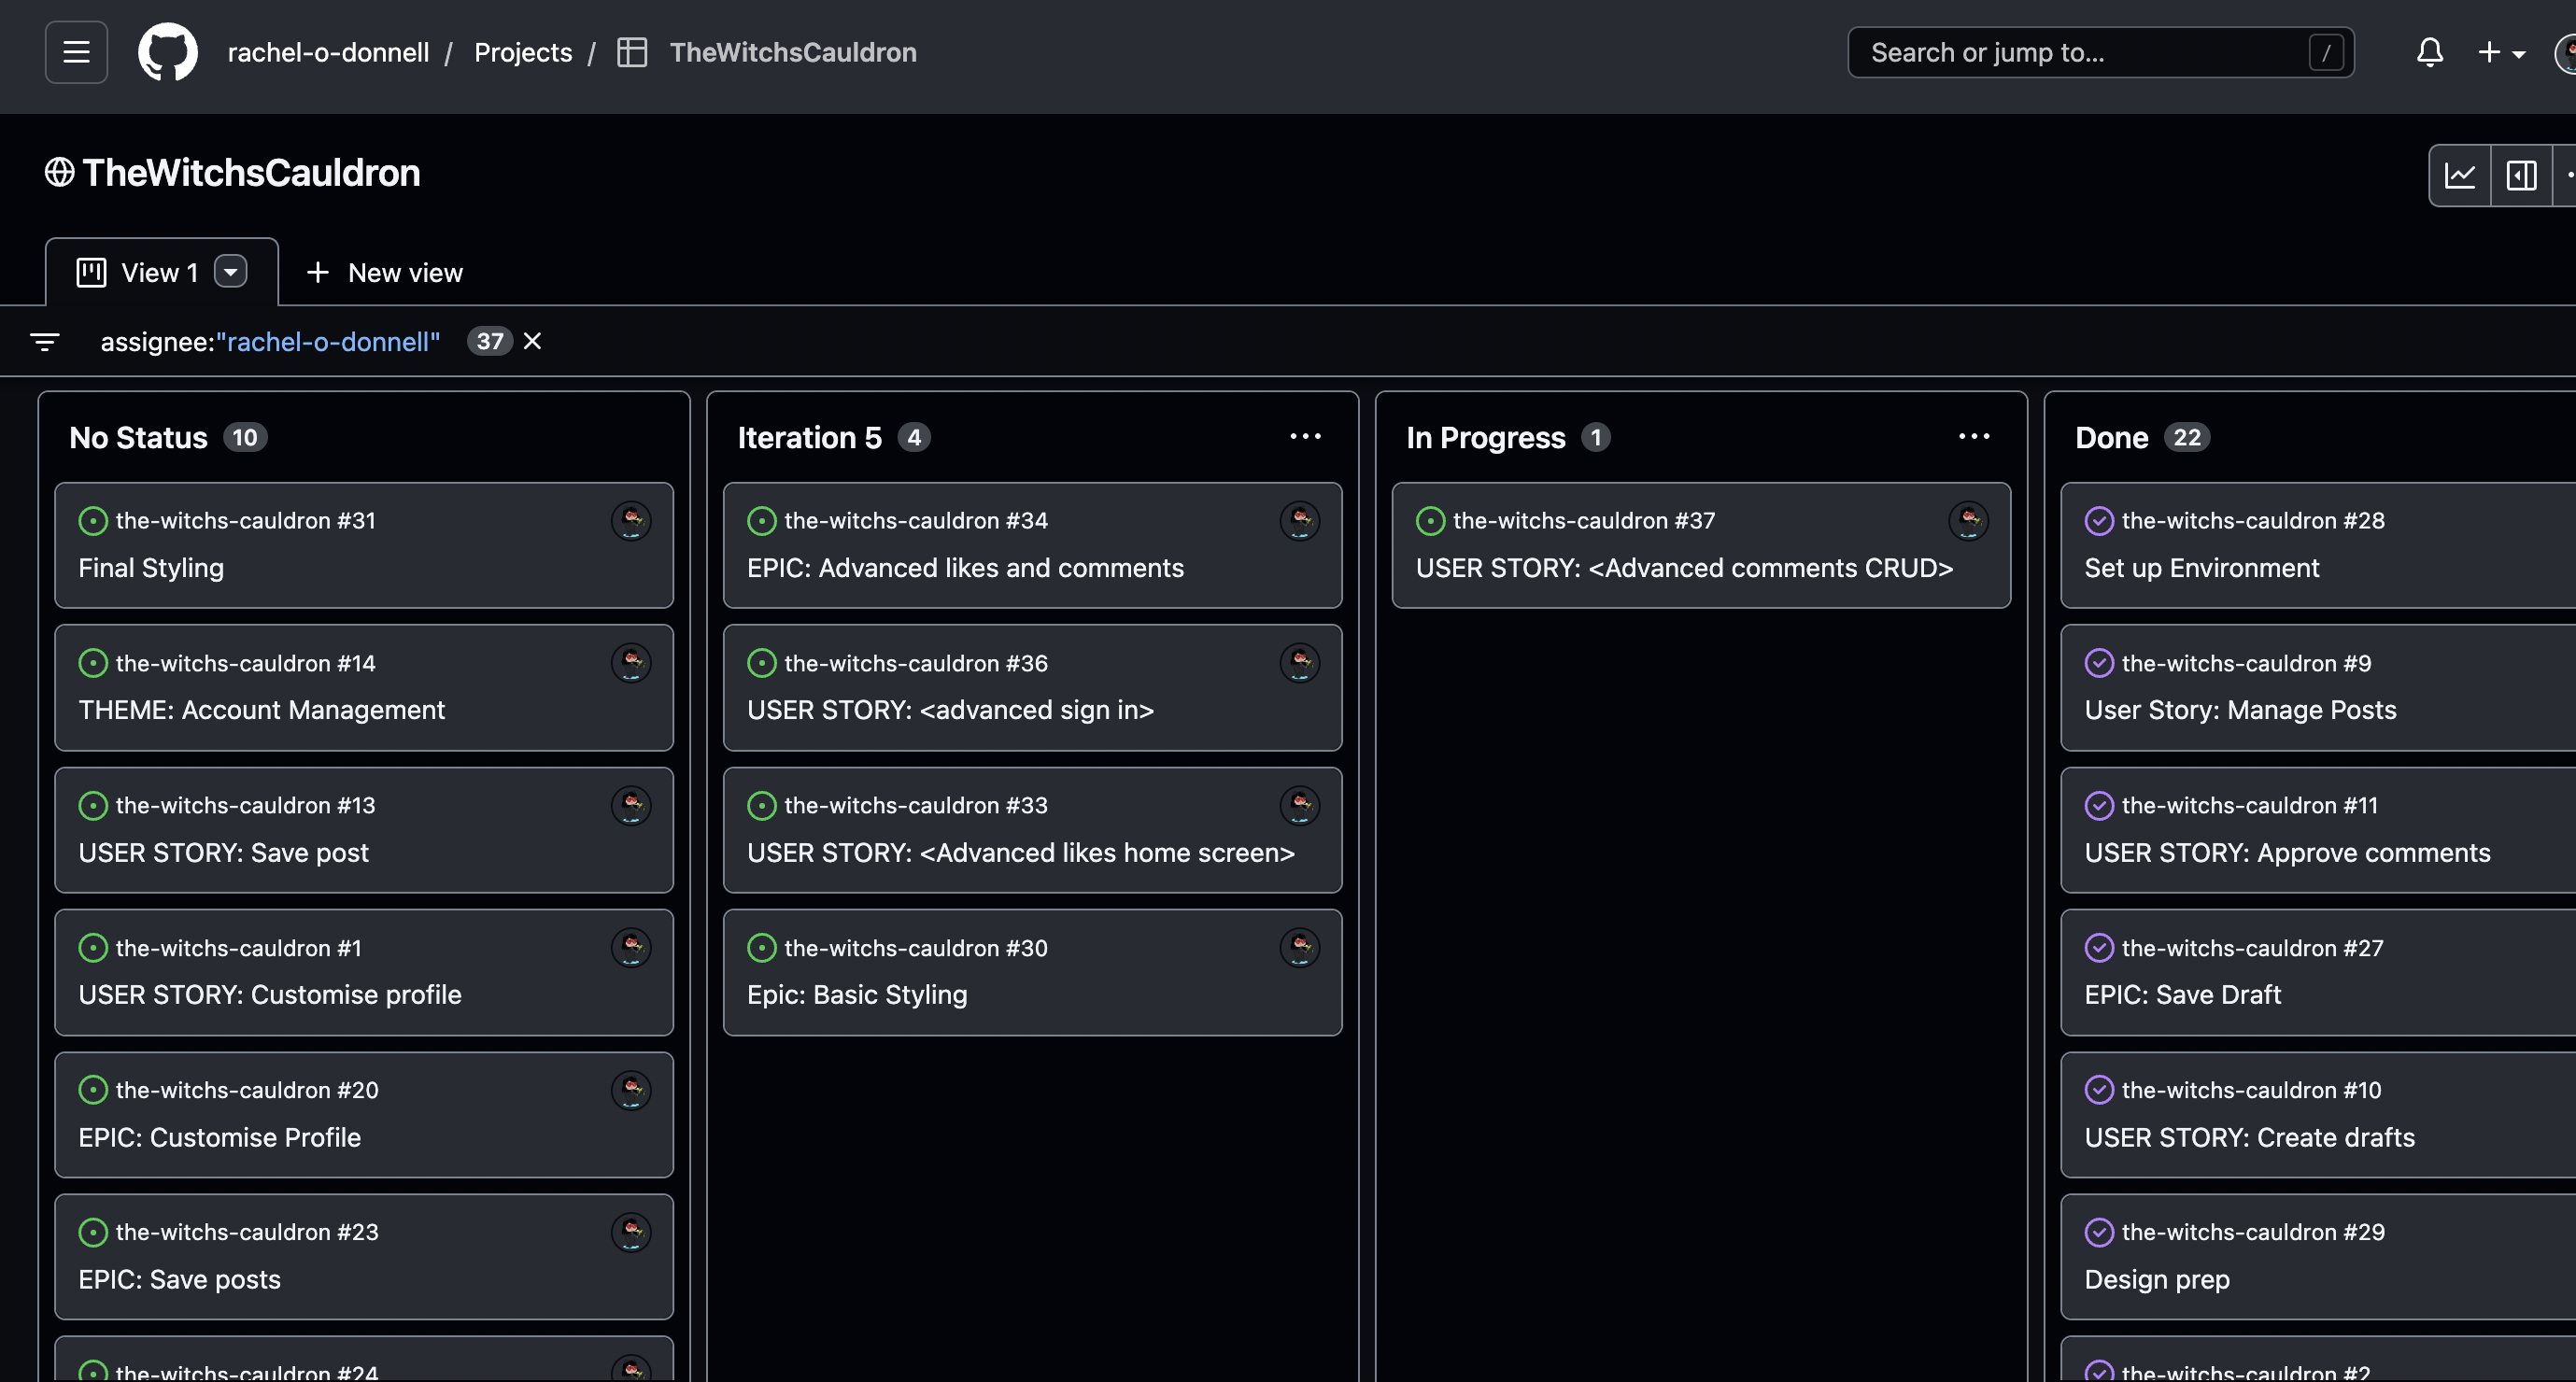 rachel-o-donnell / Projects / TheWitchsCauldron
Search or jump to... /
TheWitchsCauldron
View 1
New view
assignee:"rachel-o-donnell" 37
No Status 10
the-witchs-cauldron #31
Final Styling
the-witchs-cauldron #14
THEME: Account Management
the-witchs-cauldron #13
USER STORY: Save post
the-witchs-cauldron #1
USER STORY: Customise profile
the-witchs-cauldron #20
EPIC: Customise Profile
the-witchs-cauldron #23
EPIC: Save posts
the-witchs-cauldron #24
Iteration 5 4
the-witchs-cauldron #34
EPIC: Advanced likes and comments
the-witchs-cauldron #36
USER STORY: <advanced sign in>
the-witchs-cauldron #33
USER STORY: <Advanced likes home screen>
the-witchs-cauldron #30
Epic: Basic Styling
In Progress 1
the-witchs-cauldron #37
USER STORY: <Advanced comments CRUD>
Done 22
the-witchs-cauldron #28
Set up Environment
the-witchs-cauldron #9
User Story: Manage Posts
the-witchs-cauldron #11
USER STORY: Approve comments
the-witchs-cauldron #27
EPIC: Save Draft
the-witchs-cauldron #10
USER STORY: Create drafts
the-witchs-cauldron #29
Design prep
the-witchs-cauldron #2